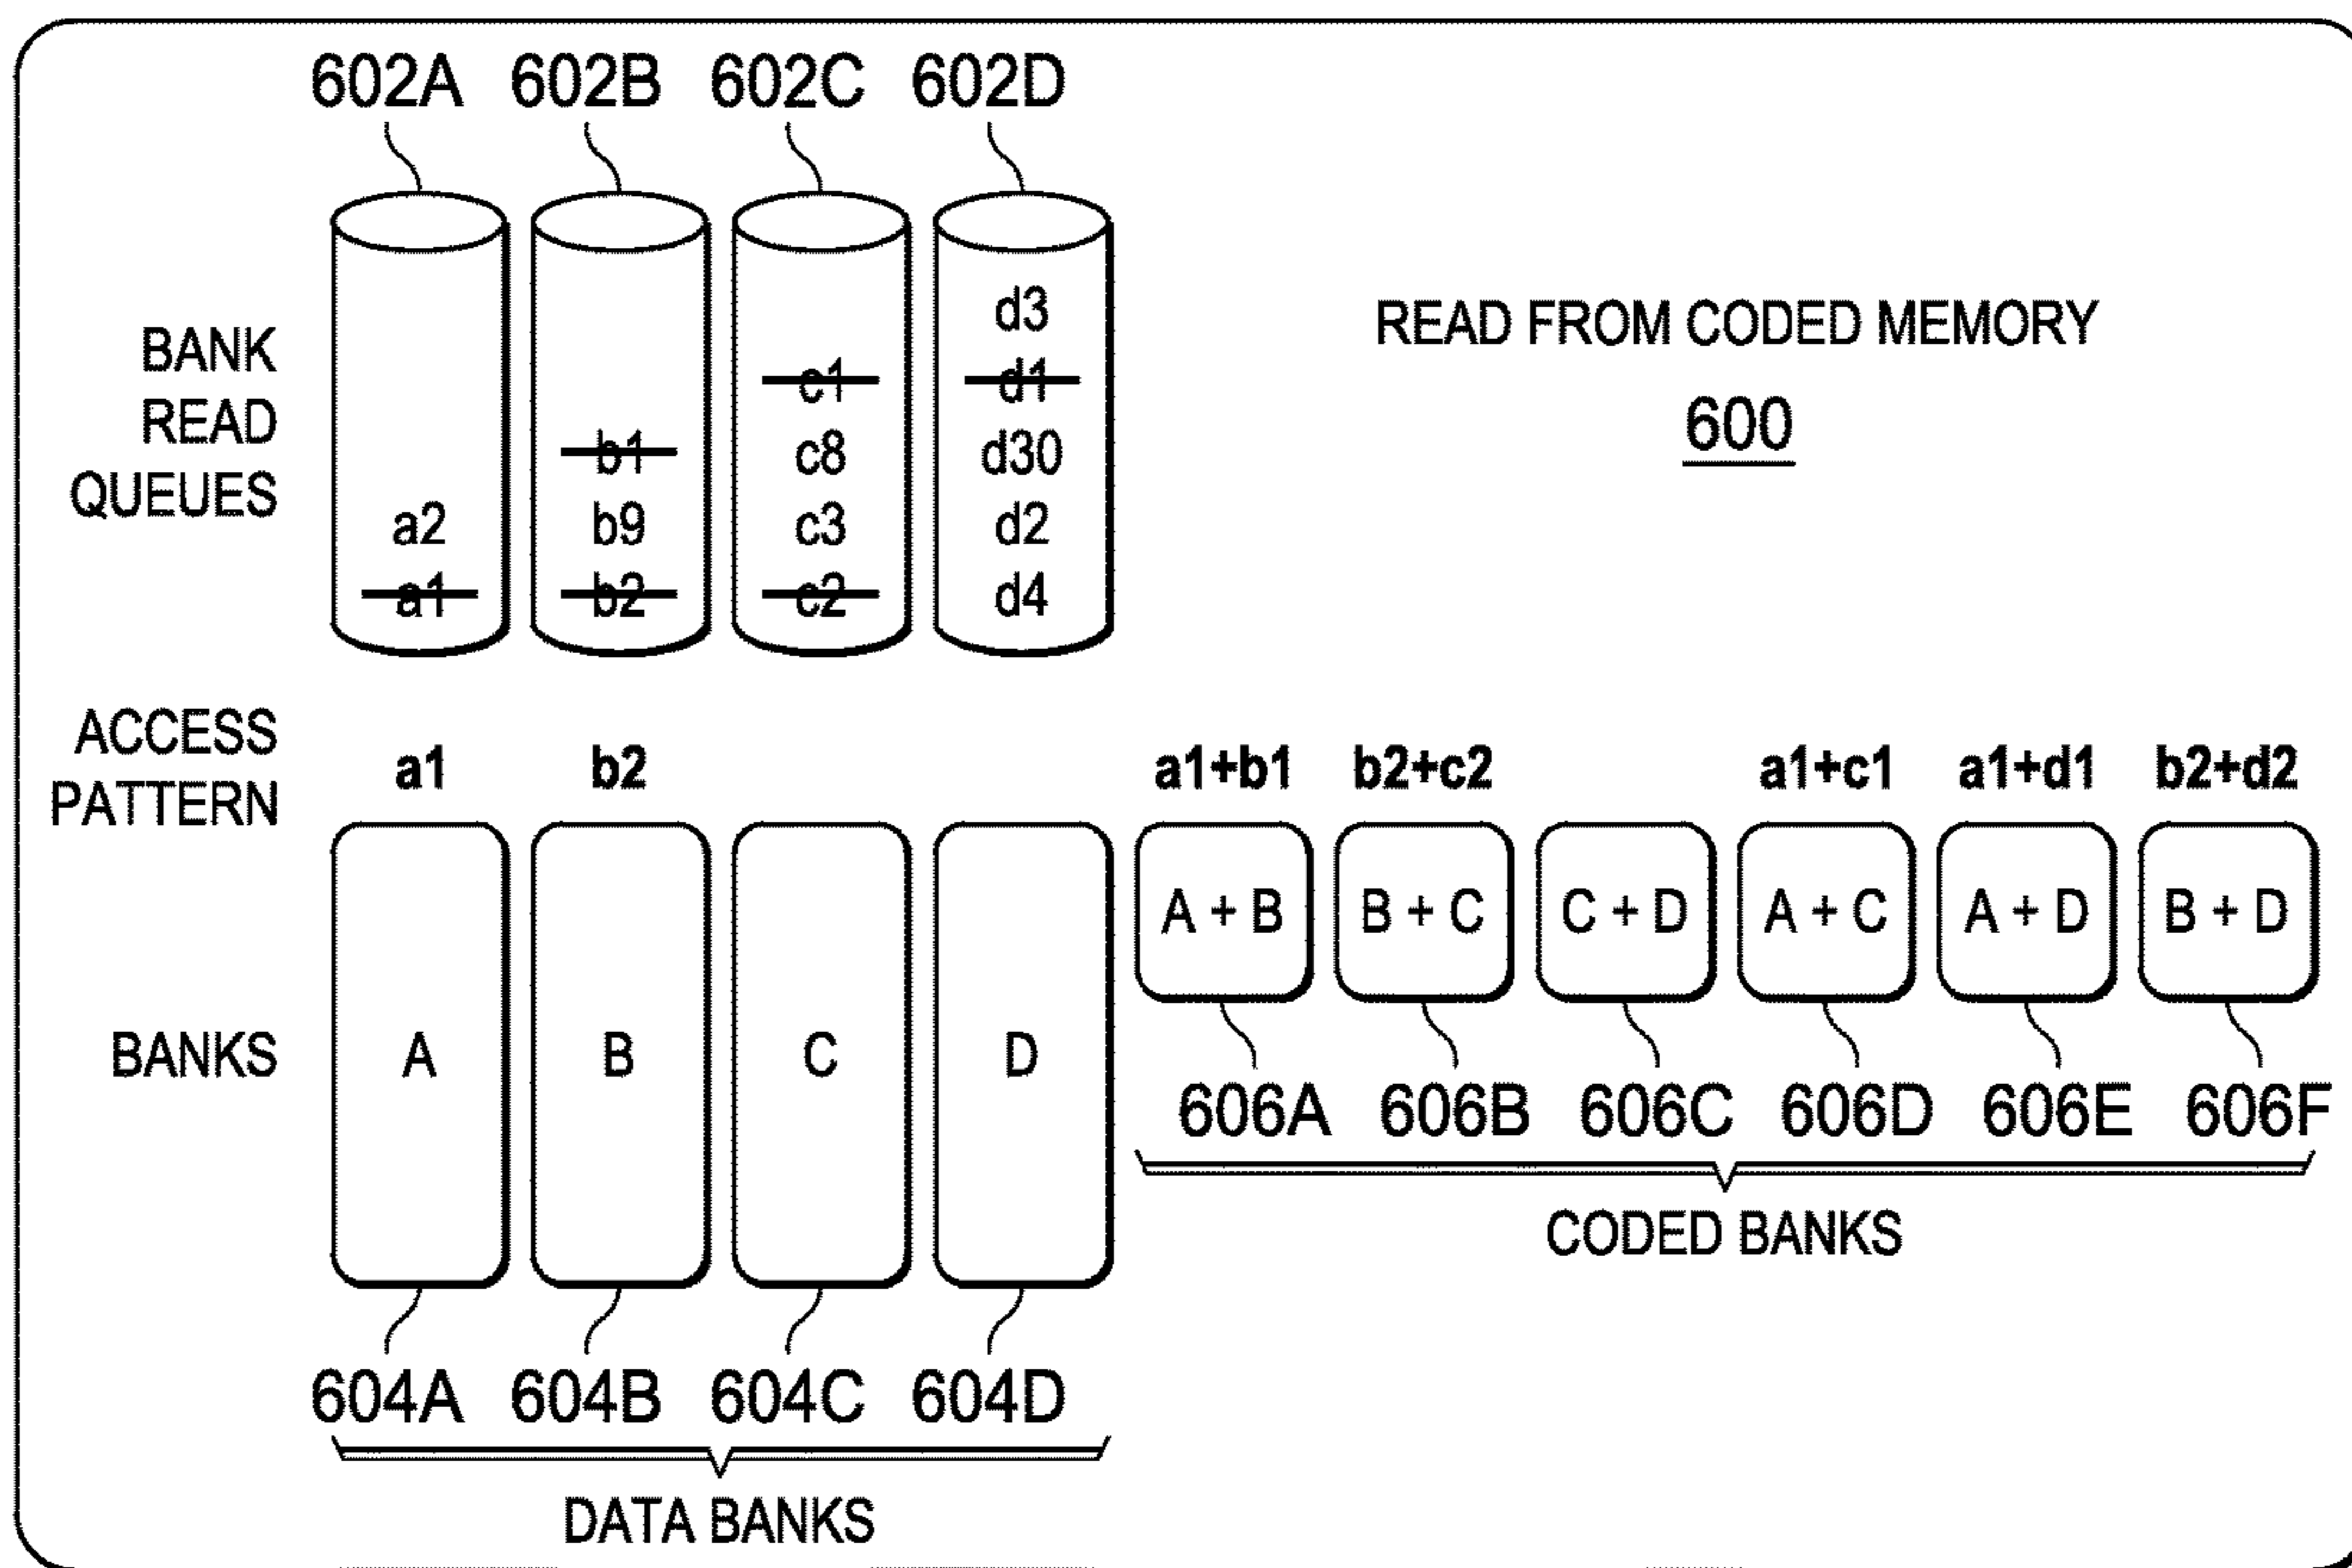 602A 602B 602C 602D
d3
c1 d1
b1 c8 d30
a2 b9 c3 d2
a1 b2 c2 d4
BANK
READ
QUEUES
READ FROM CODED MEMORY
600
ACCESS
PATTERN
a1 b2 a1+b1 b2+c2 a1+c1 a1+d1 b2+d2
A + B B + C C + D A + C A + D B + D
BANKS A B C D
606A 606B 606C 606D 606E 606F
CODED BANKS
604A 604B 604C 604D
DATA BANKS